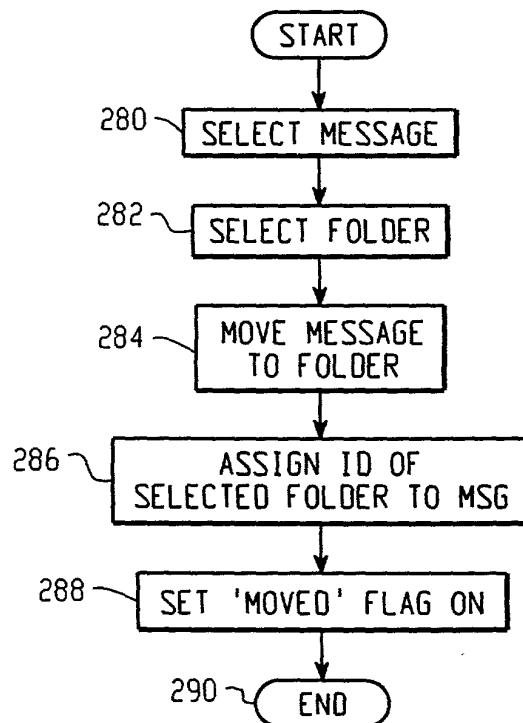 START
280
SELECT MESSAGE
282
SELECT FOLDER
284
MOVE MESSAGE
TO FOLDER
286
ASSIGN ID OF
SELECTED FOLDER TO MSG
288
SET 'MOVED' FLAG ON
290
END